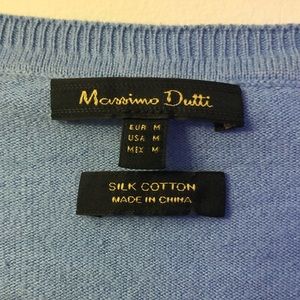 Massimo Dutti
EUR M
USA M
MEX M
SILK COTTON
MADE IN CHINA